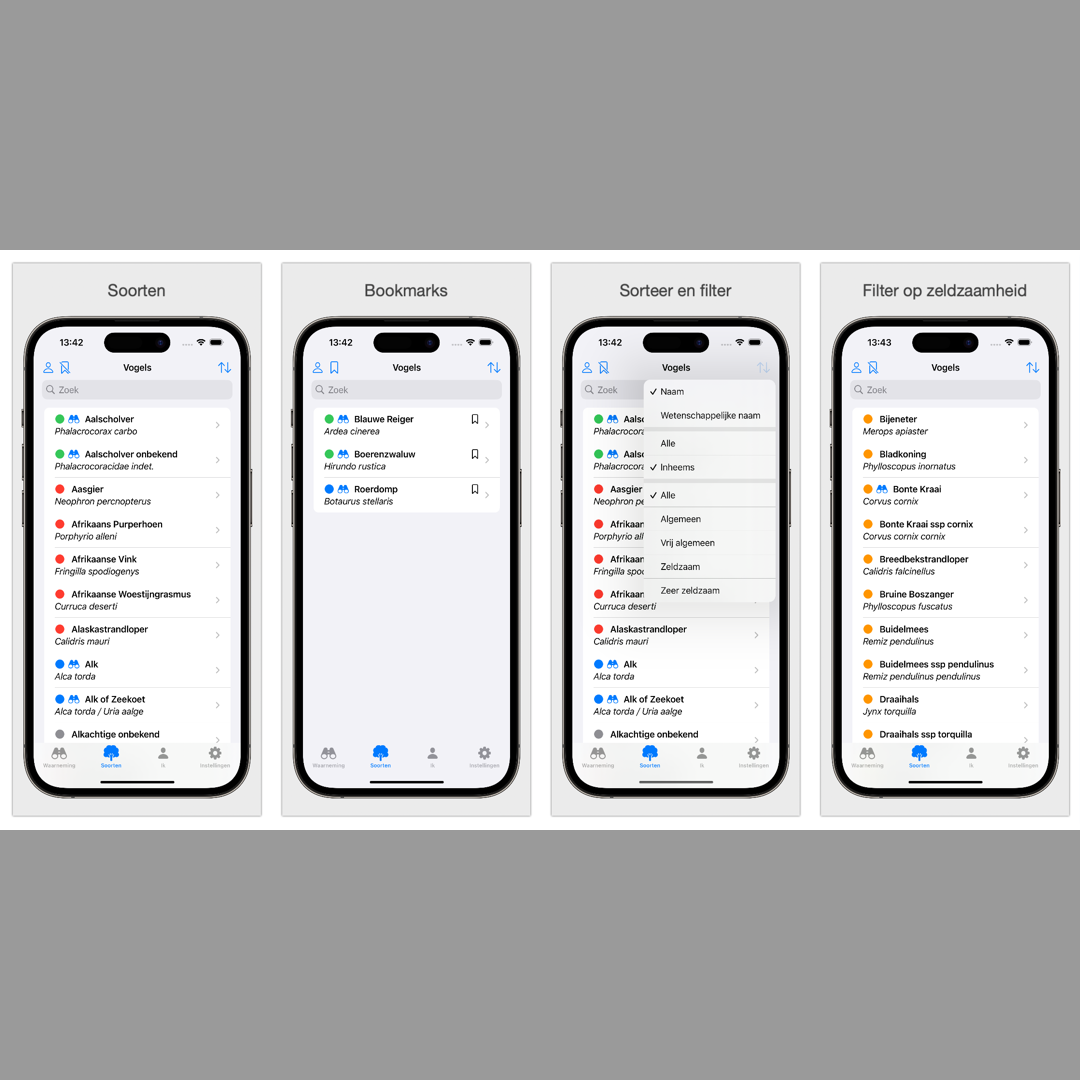 Soorten
13:42
Vogels
Zoek
Aalscholver
Phalacrocorax carbo
Aalscholver onbekend
Phalacrocoracidae indet.
Aasgier
Neophron percnopterus
Afrikaans Purperhoen
Porphyrio alleni
Afrikaanse Vink
Fringilla spodiogenys
Afrikaanse Woestijngrasmus
Curruca deserti
Alaskastrandloper
Calidris mauri
Alk
Alca torda
Alk of Zeekoet
Alca torda / Uria aalge
Alkachtige onbekend
Waarneming Soorten Ik Instellingen
Bookmarks
13:42
Vogels
Zoek
Blauwe Reiger
Ardea cinerea
Boerenzwaluw
Hirundo rustica
Roerdomp
Botaurus stellaris
Waarneming Soorten Ik Instellingen
Sorteer en filter
13:42
Vogels
Zoek
Naam
Wetenschappelijke naam
Alle
Inheems
Alle
Algemeen
Vrij algemeen
Zeldzaam
Zeer zeldzaam
Aalsc
Phalacroco
Aalsc
Phalacroco
Aasgier
Neophron p
Afrikaan
Porphyrio all
Afrikaan
Fringilla spo
Afrikaan
Curruca deserti
Alaskastrandloper
Calidris mauri
Alk
Alca torda
Alk of Zeekoet
Alca torda / Uria aalge
Alkachtige onbekend
Waarneming Soorten Ik Instellingen
Filter op zeldzaamheid
13:43
Vogels
Zoek
Bijeneter
Merops apiaster
Bladkoning
Phylloscopus inornatus
Bonte Kraai
Corvus cornix
Bonte Kraai ssp cornix
Corvus cornix cornix
Breedbekstrandloper
Calidris falcinellus
Bruine Boszanger
Phylloscopus fuscatus
Buidelmees
Remiz pendulinus
Buidelmees ssp pendulinus
Remiz pendulinus pendulinus
Draaihals
Jynx torquilla
Draaihals ssp torquilla
Waarneming Soorten Ik Instellingen